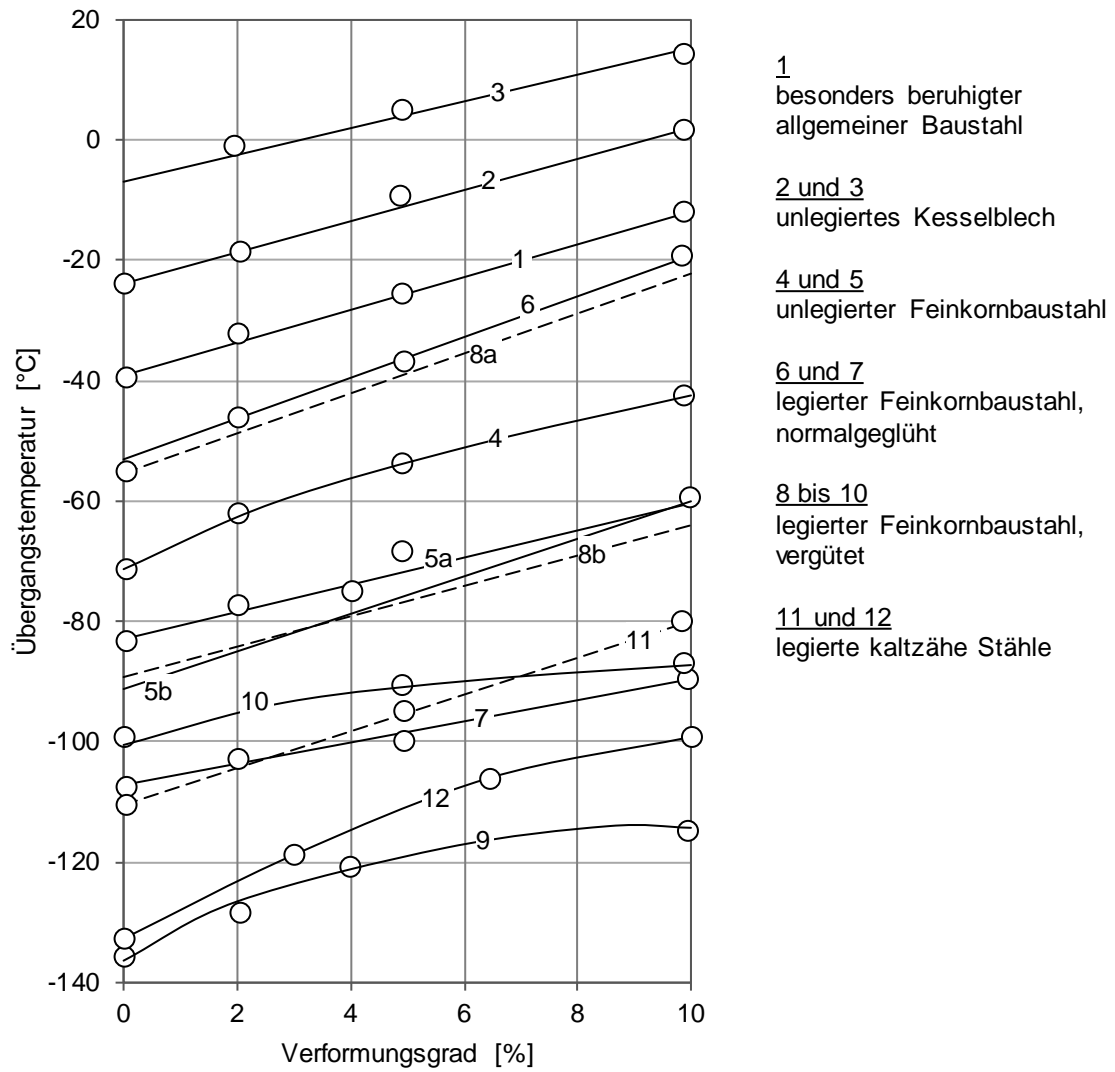 20
0
-20
-40
-60
-80
-100
-120
-140
Übergangstemperatur [°C]
3
2
1
6
8a
4
5a
8b
11
5b
10
7
12
9
0 2 4 6 8 10
Verformungsgrad [%]
1
besonders beruhigter
allgemeiner Baustahl
2 und 3
unlegiertes Kesselblech
4 und 5
unlegierter Feinkornbaustahl
6 und 7
legierter Feinkornbaustahl,
normalgeglüht
8 bis 10
legierter Feinkornbaustahl,
vergütet
11 und 12
legierte kaltzähe Stähle